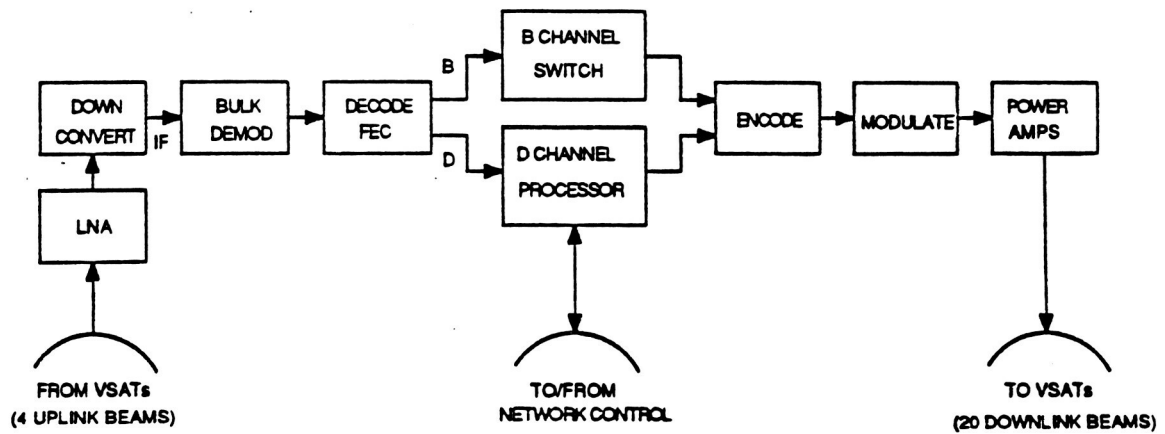 B CHANNEL
SWITCH
B
DOWN
CONVERT
IF
BULK
DEMOD
DECODE
FEC
D
D CHANNEL
PROCESSOR
ENCODE
MODULATE
POWER
AMPS
LNA
FROM VSATs
(4 UPLINK BEAMS)
TO/FROM
NETWORK CONTROL
TO VSATs
(20 DOWNLINK BEAMS)